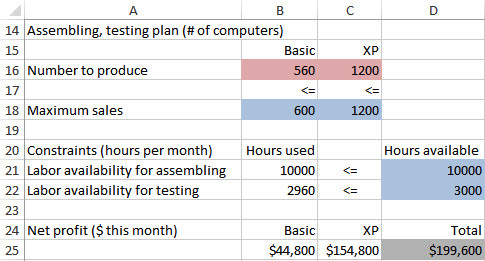 A B C D
14 Assembling, testing plan (# of computers)
15 Basic XP
16 Number to produce 560 1200
17 <= <=
18 Maximum sales 600 1200
19
20 Constraints (hours per month) Hours used Hours available
21 Labor availability for assembling 10000 <= 10000
22 Labor availability for testing 2960 <= 3000
23
24 Net profit ($ this month) Basic XP Total
25 $44,800 $154,800 $199,600